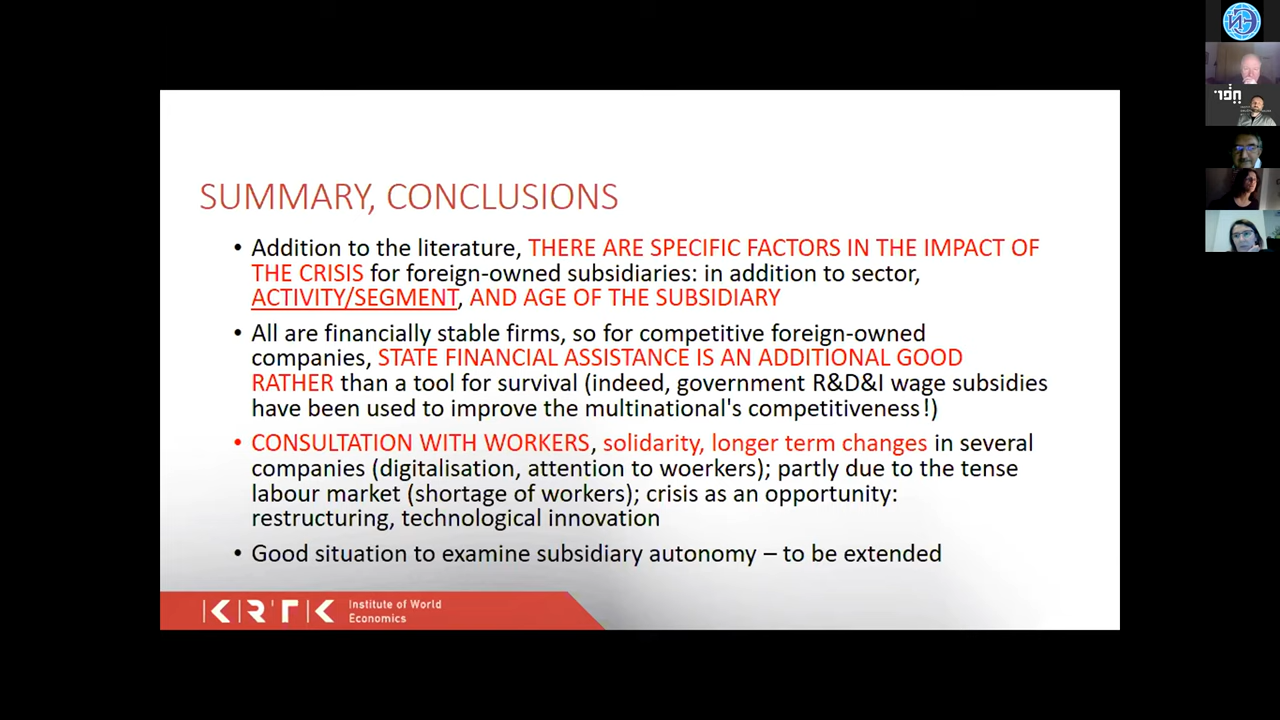 SUMMARY, CONCLUSIONS
• Addition to the literature, THERE ARE SPECIFIC FACTORS IN THE IMPACT OF
THE CRISIS for foreign-owned subsidiaries: in addition to sector,
ACTIVITY/SEGMENT, AND AGE OF THE SUBSIDIARY
• All are financially stable firms, so for competitive foreign-owned
companies, STATE FINANCIAL ASSISTANCE IS AN ADDITIONAL GOOD
RATHER than a tool for survival (indeed, government R&D&I wage subsidies
have been used to improve the multinational's competitiveness!)
• CONSULTATION WITH WORKERS, solidarity, longer term changes in several
companies (digitalisation, attention to woerkers); partly due to the tense
labour market (shortage of workers); crisis as an opportunity:
restructuring, technological innovation
• Good situation to examine subsidiary autonomy – to be extended
KRTK
Institute of World
Economics